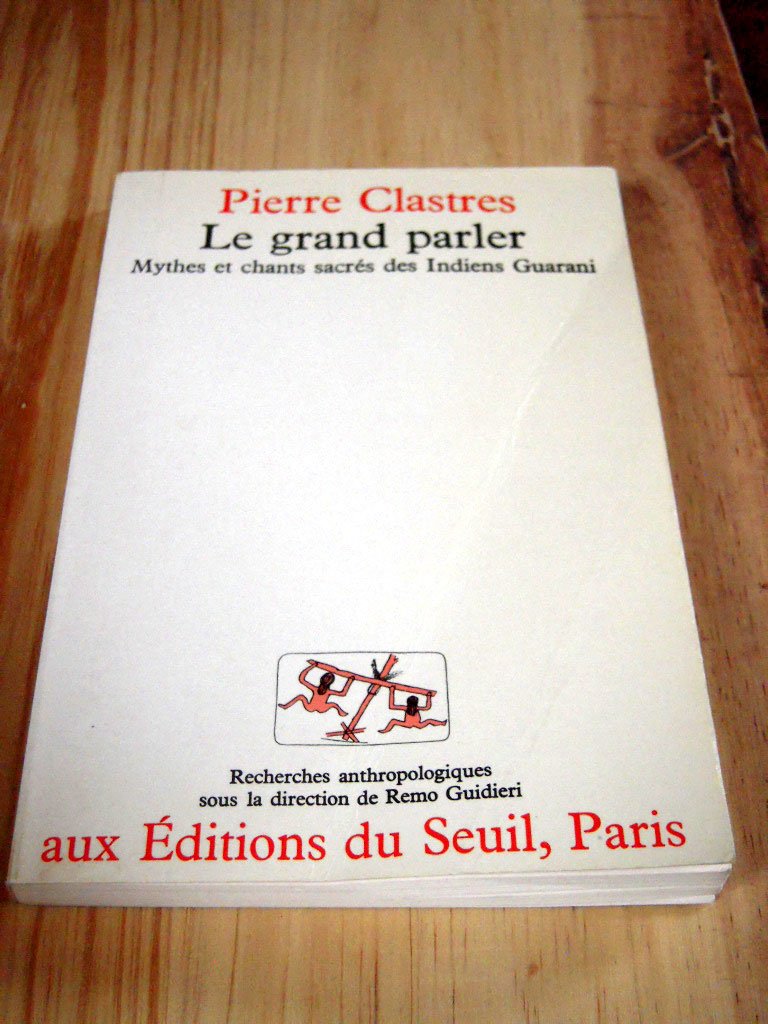 Pierre Clastres
Le grand parler
Mythes et chants sacrés des Indiens Guarani
Recherches anthropologiques
sous la direction de Remo Guidieri
aux Éditions du Seuil, Paris